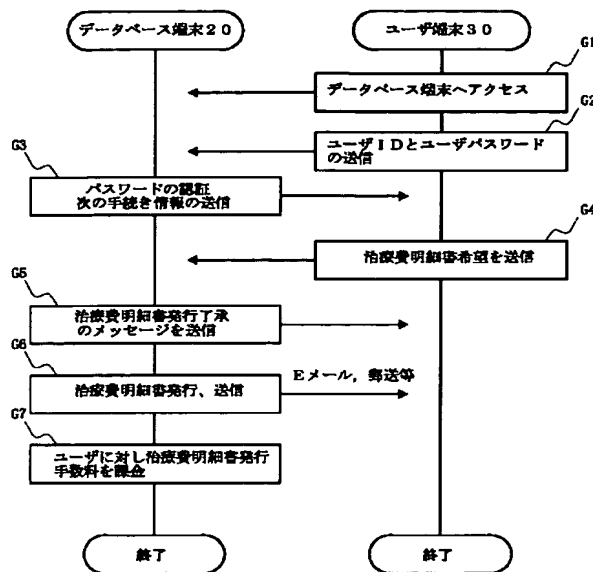 データベース端末20
ユーザ端末30
G1
データベース端末へアクセス
G2
ユーザIDとユーザパスワード
の送信
G3
パスワードの認証
次の手続き情報の送信
G4
治療費明細書希望を送信
G5
治療費明細書発行了承
のメッセージを送信
G6
治療費明細書発行、送信
Eメール,郵送等
G7
ユーザに対し治療費明細書発行
手数料を課金
終了
終了